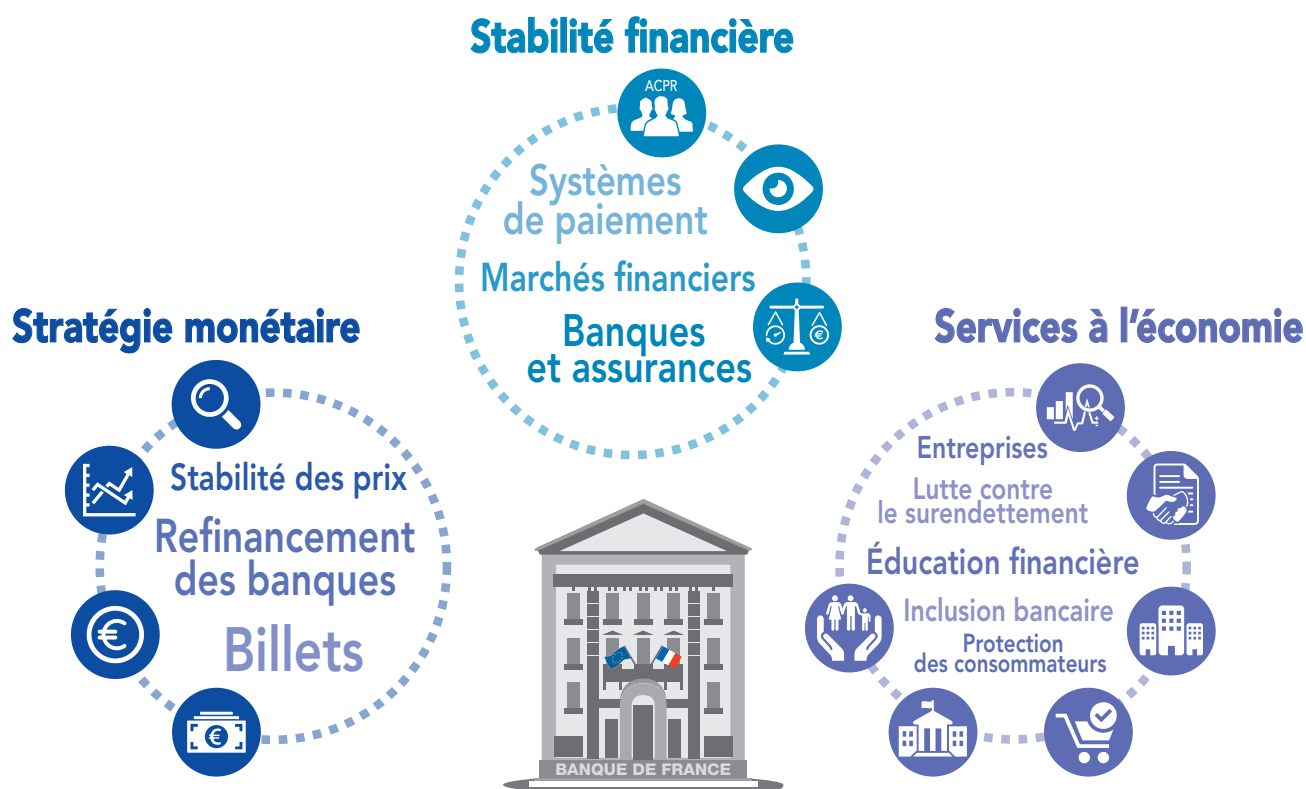 Stabilité financière
ACPR
Systèmes
de paiement
Marchés financiers
Banques
et assurances
€
Stratégie monétaire
Stabilité des prix
Refinancement
des banques
Billets
€
€
Services à l'économie
Entreprises
Lutte contre
le surendettement
Éducation financière
Inclusion bancaire
Protection
des consommateurs
BANQUE DE FRANCE